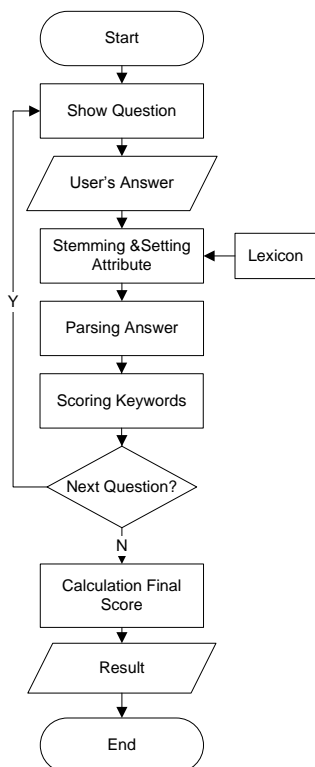 Start
Show Question
User's Answer
Stemming &Setting
Attribute
Lexicon
Y
Parsing Answer
Scoring Keywords
Next Question?
N
Calculation Final
Score
Result
End